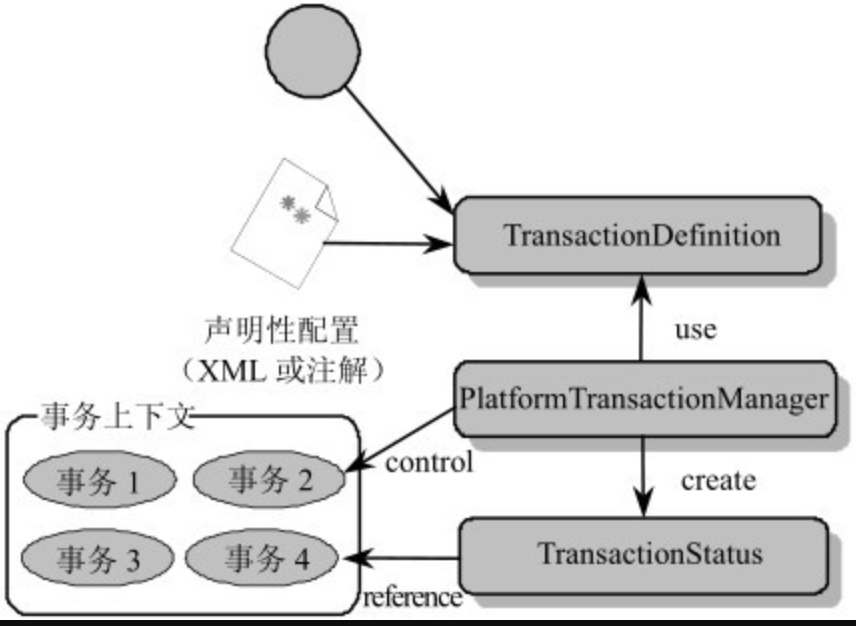 TransactionDefinition
声明性配置
（XML 或注解）
use
PlatformTransactionManager
事务上下文
control
create
事务 1
事务 2
事务 3
事务 4
TransactionStatus
reference